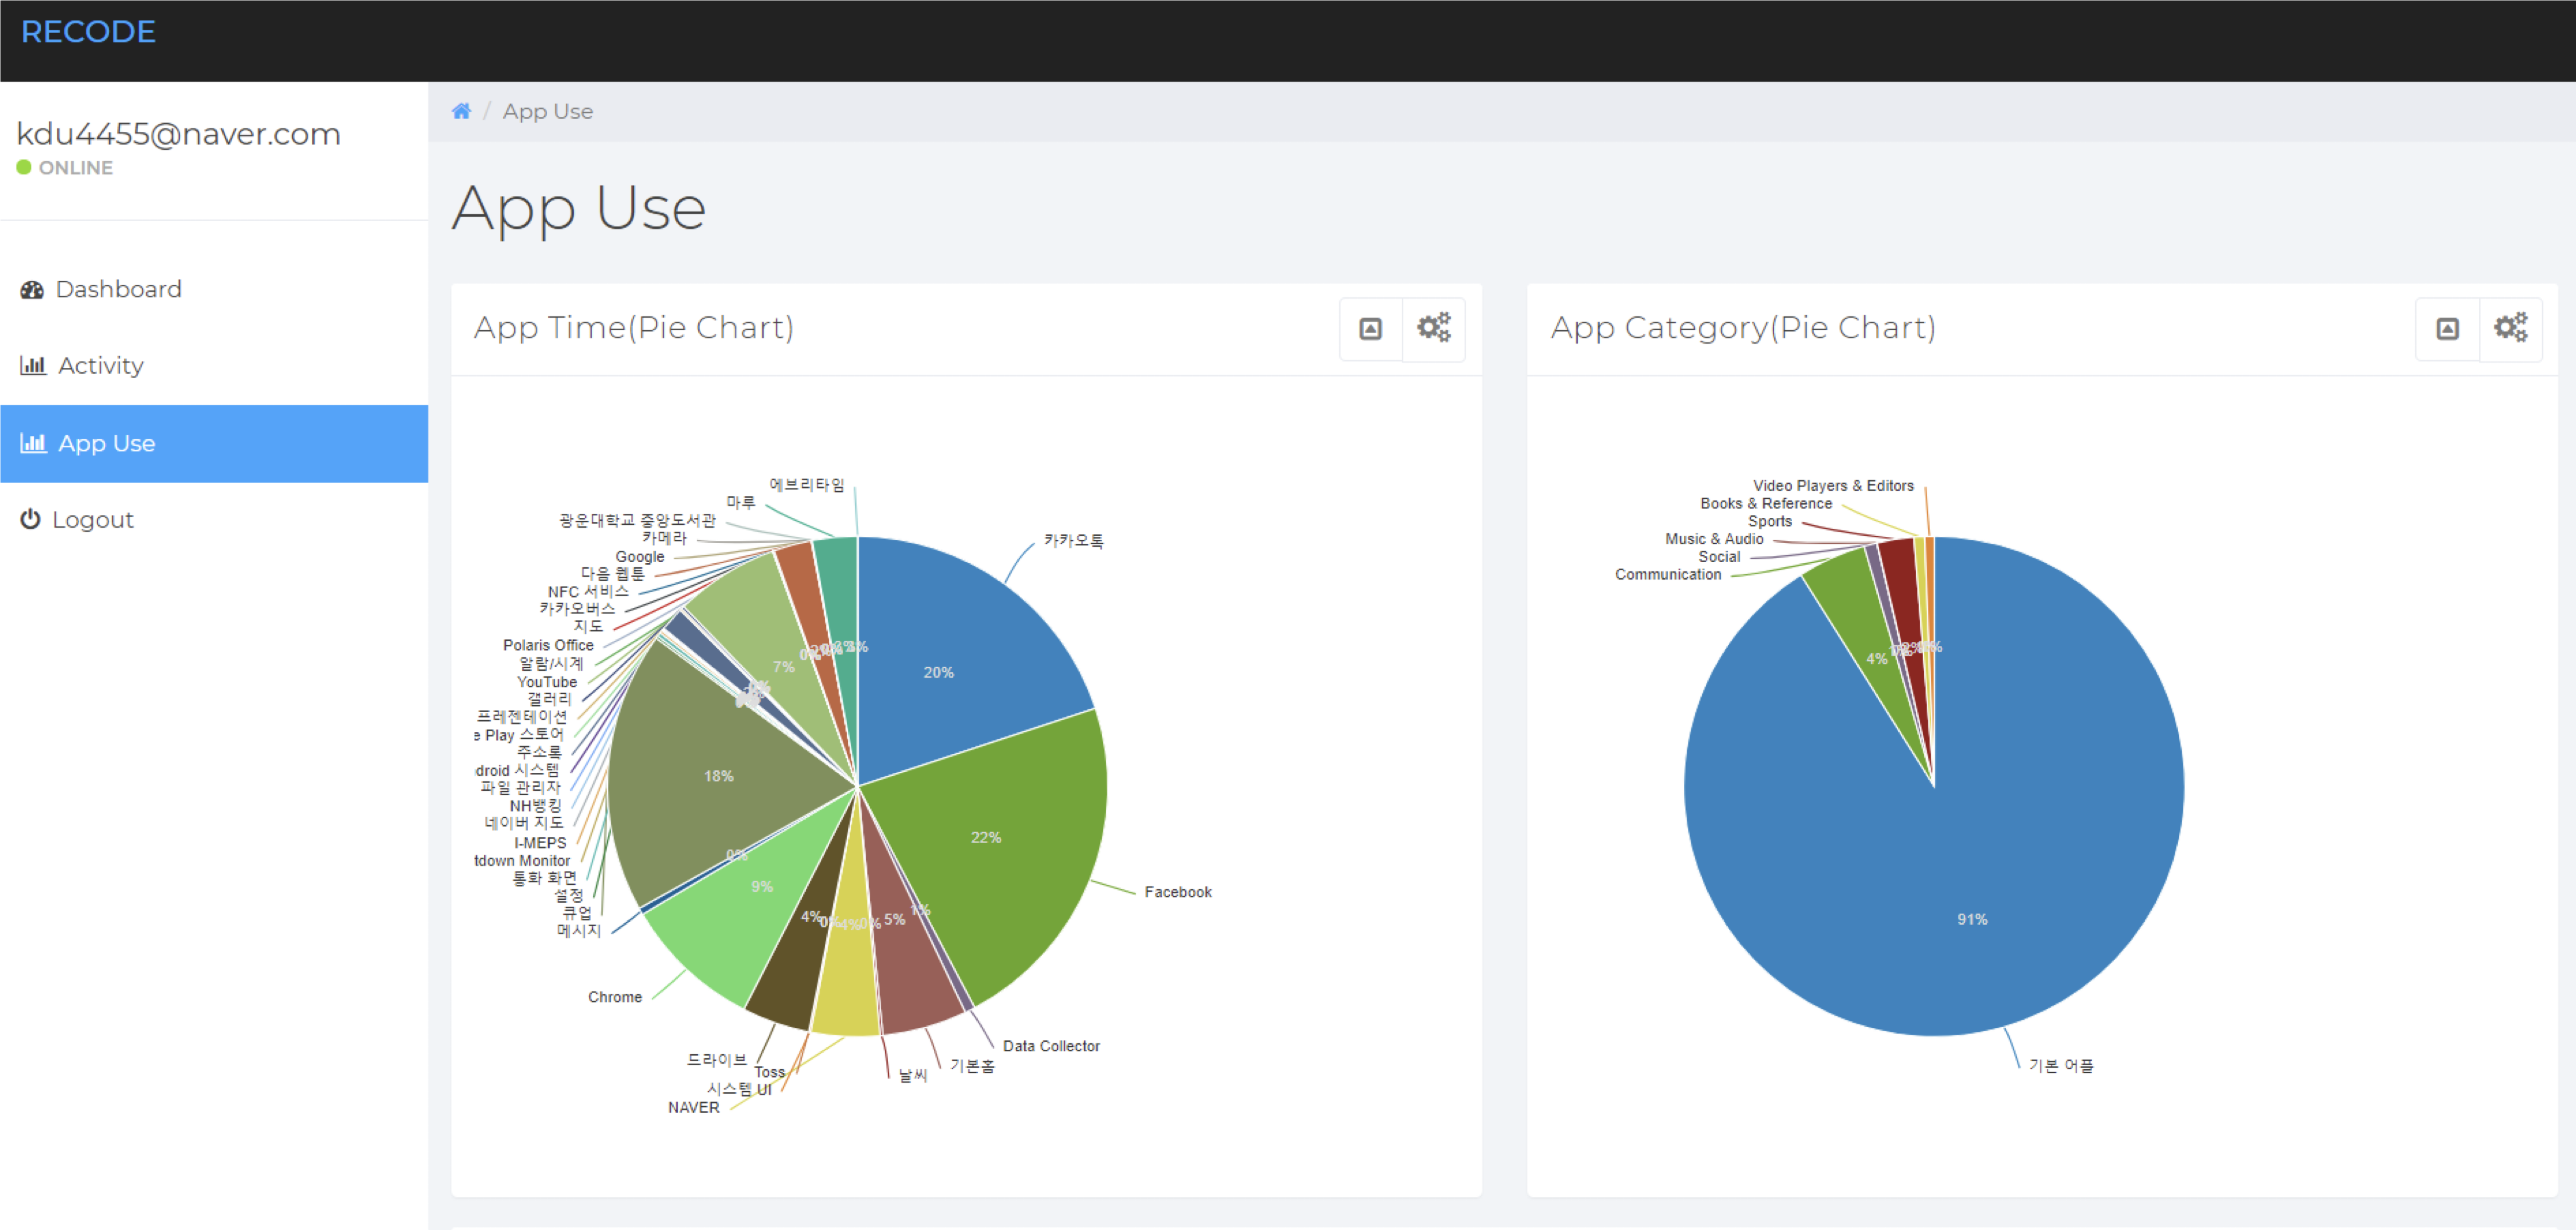 RECODE
kdu4455@naver.com
ONLINE
Dashboard
Activity
App Use
Logout
/ App Use
App Use
App Time(Pie Chart)
에브리타임
마루
광운대학교 중앙도서관
카메라
Google
다음 웹툰
NFC 서비스
카카오버스
지도
Polaris Office
알람/시계
YouTube
갤러리
프레젠테이션
e Play 스토어
주소록
droid 시스템
파일 관리자
NH뱅킹
네이버 지도
I-MEPS
tdown Monitor
통화 화면
설정
큐업
메시지
Chrome
드라이브
Toss
시스템 UI
NAVER
날씨
기본홈
Data Collector
Facebook
카카오톡
20%
22%
1%
5%
0%
4%
0%
4%
9%
0%
18%
7%
App Category(Pie Chart)
Video Players & Editors
Books & Reference
Sports
Music & Audio
Social
Communication
4%
91%
기본 어플